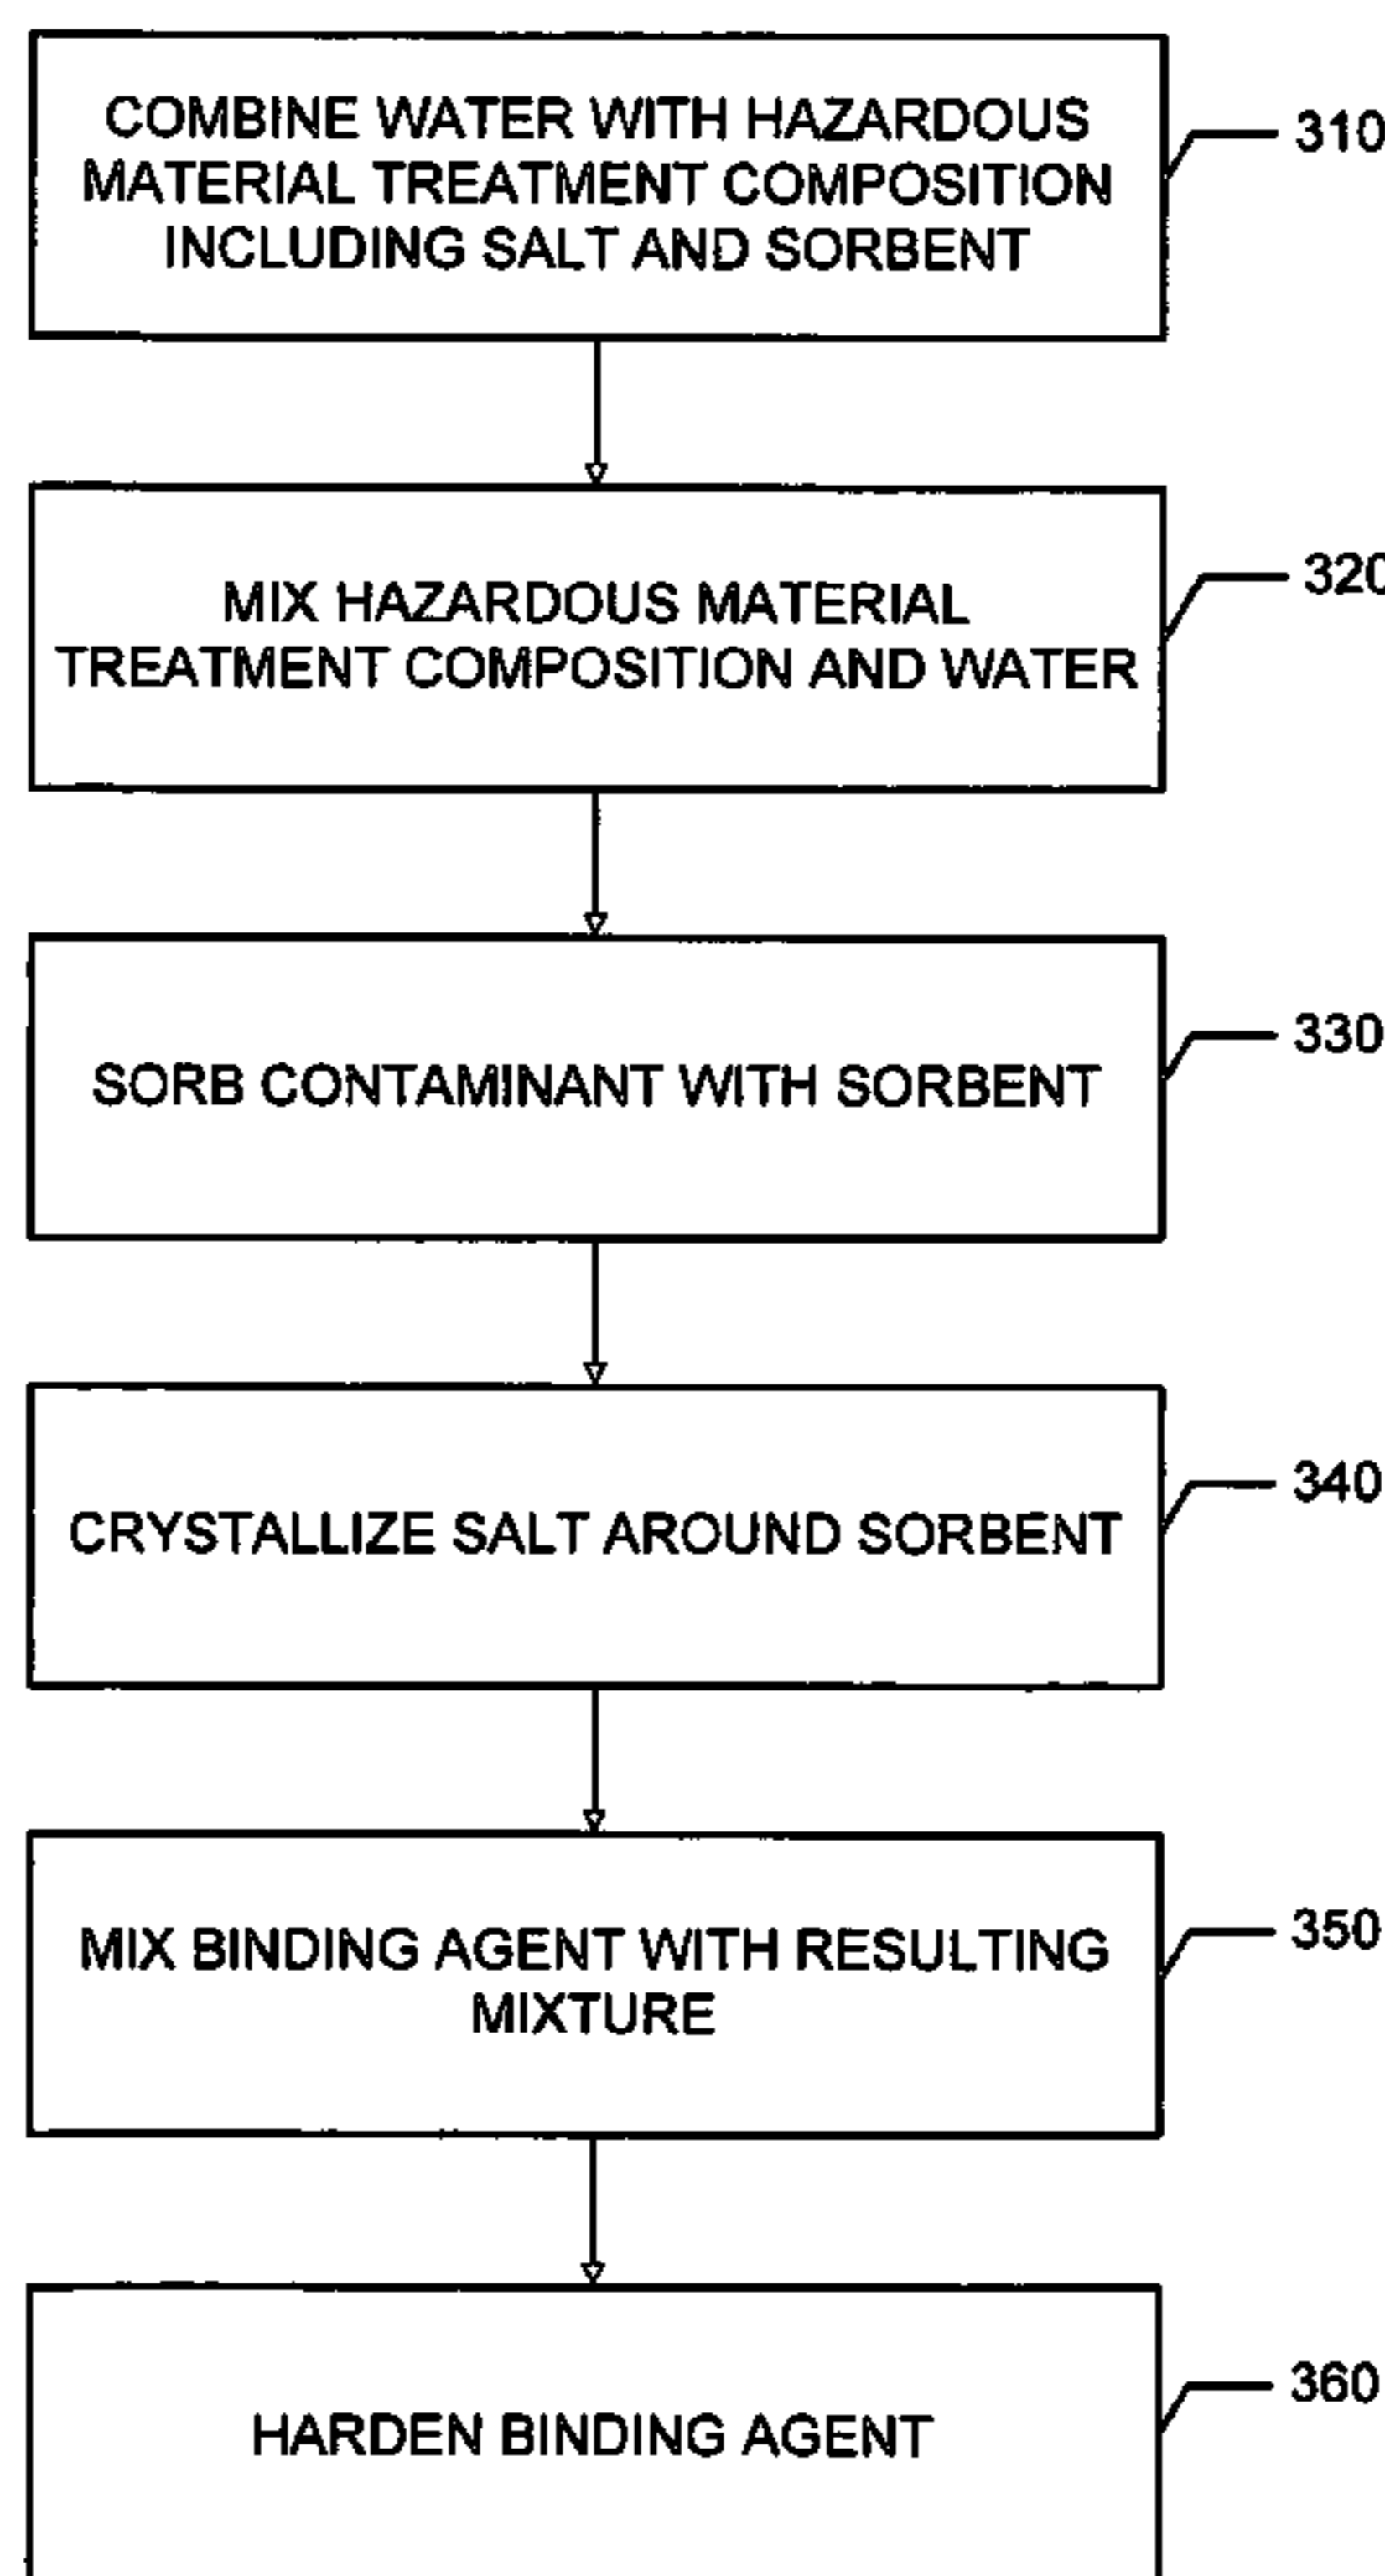 COMBINE WATER WITH HAZARDOUS
MATERIAL TREATMENT COMPOSITION
INCLUDING SALT AND SORBENT
310
MIX HAZARDOUS MATERIAL
TREATMENT COMPOSITION AND WATER
320
SORB CONTAMINANT WITH SORBENT
330
CRYSTALLIZE SALT AROUND SORBENT
340
MIX BINDING AGENT WITH RESULTING
MIXTURE
350
HARDEN BINDING AGENT
360